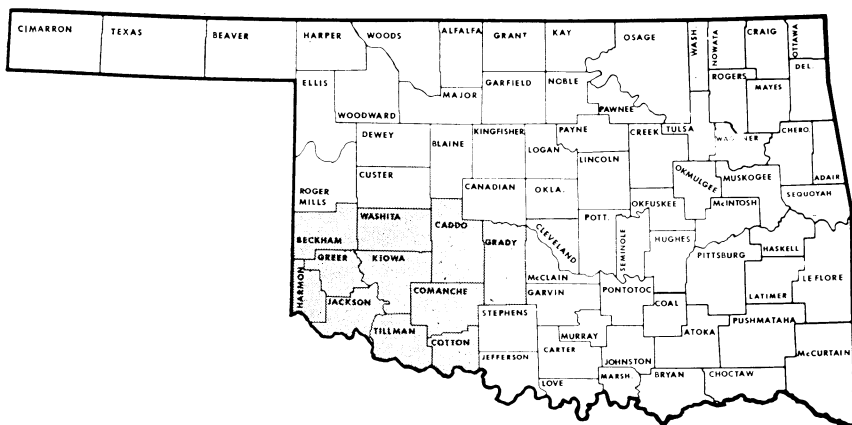 CIMARRON
TEXAS
BEAVER
HARPER
WOODS
ALFALFA
GRANT
KAY
OSAGE
WASH.
NOWATA
CRAIG
OTTAWA
DEL.
ROGERS
MAYES
ELLIS
WOODWARD
MAJOR
GARFIELD
NOBLE
PAWNEE
DEWEY
BLAINE
KINGFISHER
LOGAN
PAYNE
LINCOLN
CREEK
TULSA
CHERO.
ADAIR
CUSTER
CANADIAN
OKLA.
OKMULGEE
MUSKOGEE
SEQUOYAH
ROGER
MILLS
WASHITA
CADDO
POTT.
OKFUSKEE
McINTOSH
BECKHAM
GREER
KIOWA
GRADY
CLEVELAND
SEMINOLE
HUGHES
PITTSBURG
HASKELL
HARMON
JACKSON
COMANCHE
McCLAIN
GARVIN
PONTOTOC
COAL
LATIMER
LE FLORE
TILLMAN
COTTON
STEPHENS
MURRAY
ATOKA
PUSHMATAHA
JEFFERSON
CARTER
JOHNSTON
McCURTAIN
LOVE
MARSH.
BRYAN
CHOCTAW